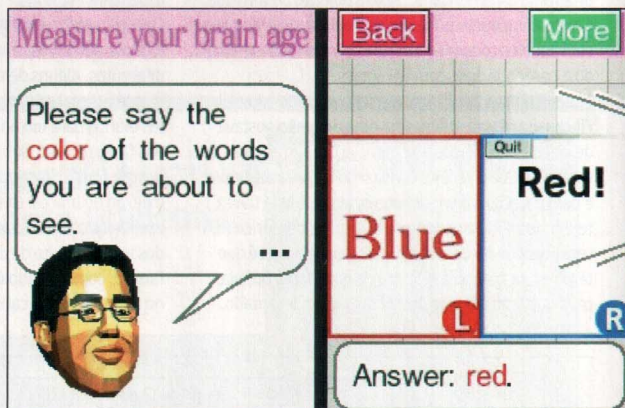 Measure your brain age
Please say the
color of the words
you are about to
see.
...
Back
More
Quit
Red!
Blue
L
R
Answer: red.